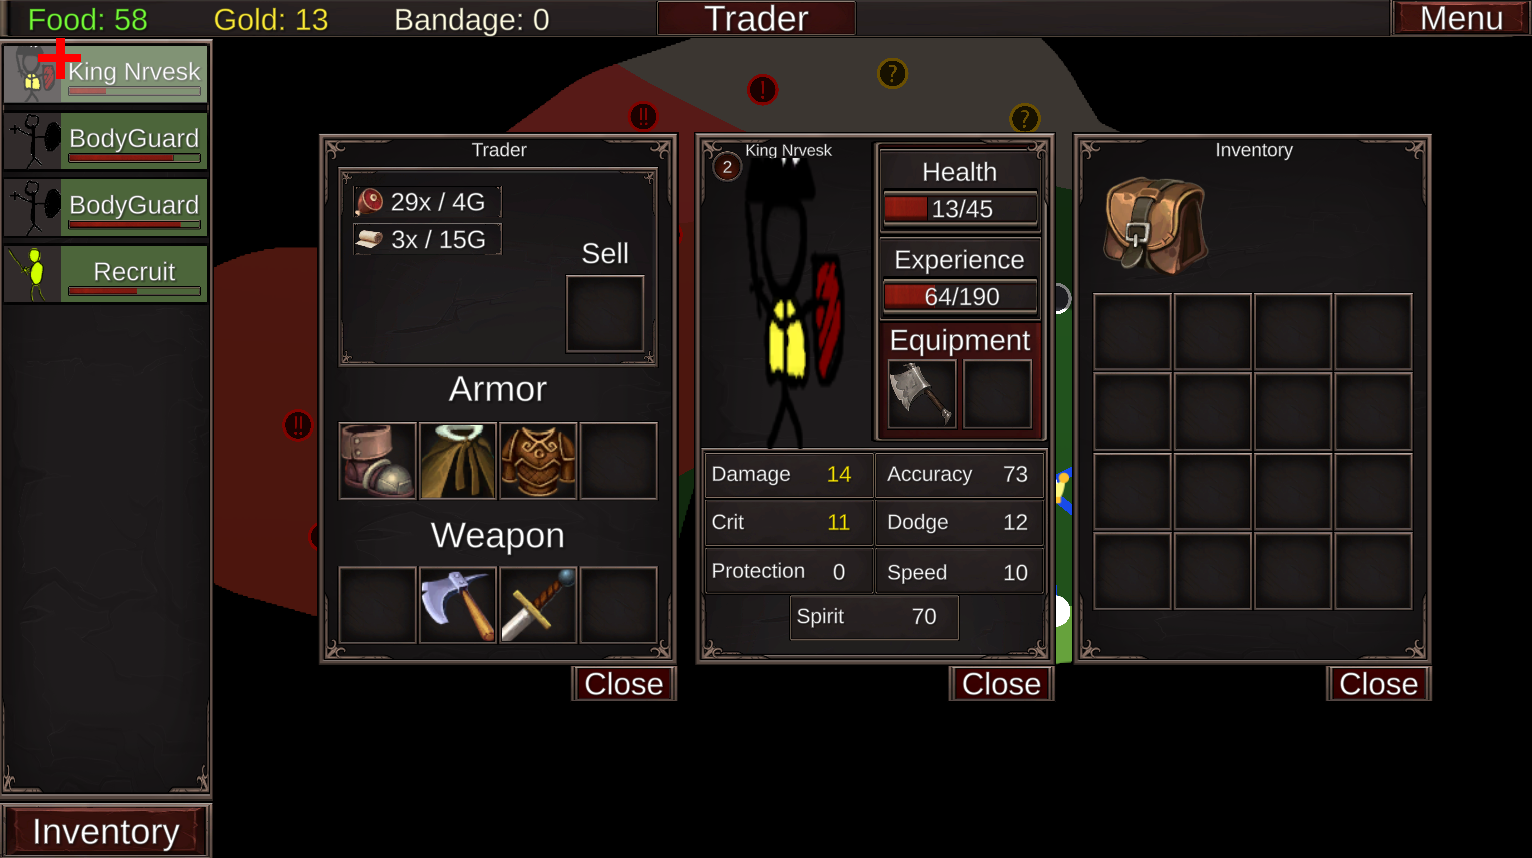 Food: 58
Gold: 13
Bandage: 0
Trader
Menu
King Nrvesk
BodyGuard
BodyGuard
Recruit
Inventory
Trader
29x / 4G
3x / 15G
Sell
Armor
Weapon
Close
2
King Nrvesk
Health
13/45
Experience
64/190
Equipment
Damage 14
Accuracy 73
Crit 11
Dodge 12
Protection 0
Speed 10
Spirit 70
Close
Inventory
Close
!!
!
?
?
!!